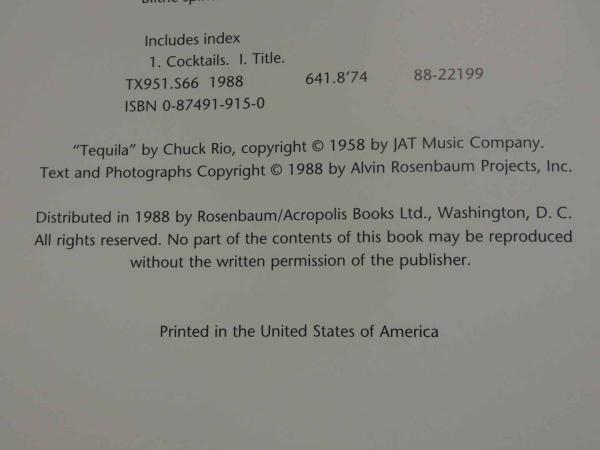 Includes index
1. Cocktails. I. Title.
TX951.S66 1988 641.8'74 88-22199
ISBN 0-87491-915-0
"Tequila" by Chuck Rio, copyright © 1958 by JAT Music Company.
Text and Photographs Copyright © 1988 by Alvin Rosenbaum Projects, Inc.
Distributed in 1988 by Rosenbaum/Acropolis Books Ltd., Washington, D. C.
All rights reserved. No part of the contents of this book may be reproduced
without the written permission of the publisher.
Printed in the United States of America